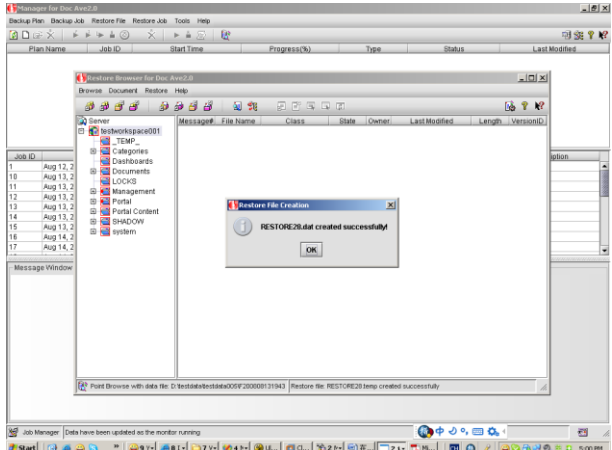 Manager for Doc Ave2.0
Backup Plan Backup Job Restore File Restore Job Tools Help
Plan Name Job ID Start Time Progress(%) Type Status Last Modified
Restore Browser for Doc Ave2.0
Browse Document Restore Help
Server
Message# File Name Class State Owner Last Modified Length VersionID
testworkspace001
_TEMP_
Categories
Dashboards
Documents
LOCKS
Management
Portal
Portal Content
SHADOW
system
Job ID
1 Aug 12, 2
10 Aug 13, 2
11 Aug 13, 2
12 Aug 13, 2
13 Aug 13, 2
14 Aug 13, 2
15 Aug 13, 2
16 Aug 14, 2
17 Aug 14, 2
iption
Restore File Creation
RESTORE28.dat created successfully!
OK
Message Window
Point Browse with data file: Restore file: RESTORE28.temp created successfully
Job Manager Data have been updated as the monitor running
中
Start
5:00 PM